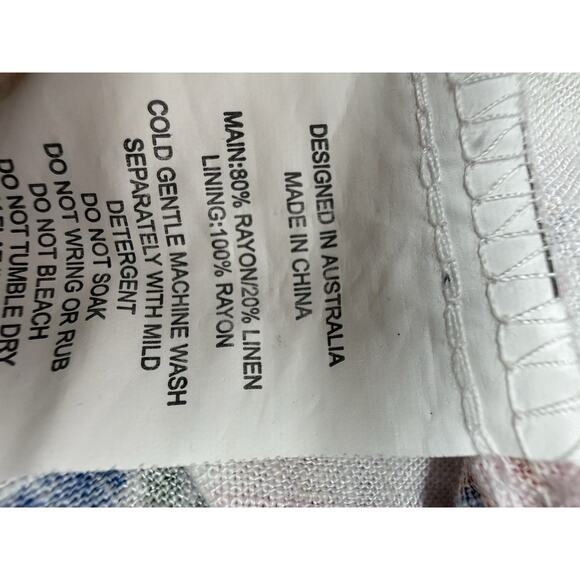 DESIGNED IN AUSTRALIA
MADE IN CHINA
MAIN:80% RAYON/20% LINEN
LINING:100% RAYON
COLD GENTLE MACHINE WASH
SEPARATELY WITH MILD
DETERGENT
DO NOT SOAK
DO NOT WRING OR RUB
DO NOT BLEACH
DO NOT TUMBLE DRY